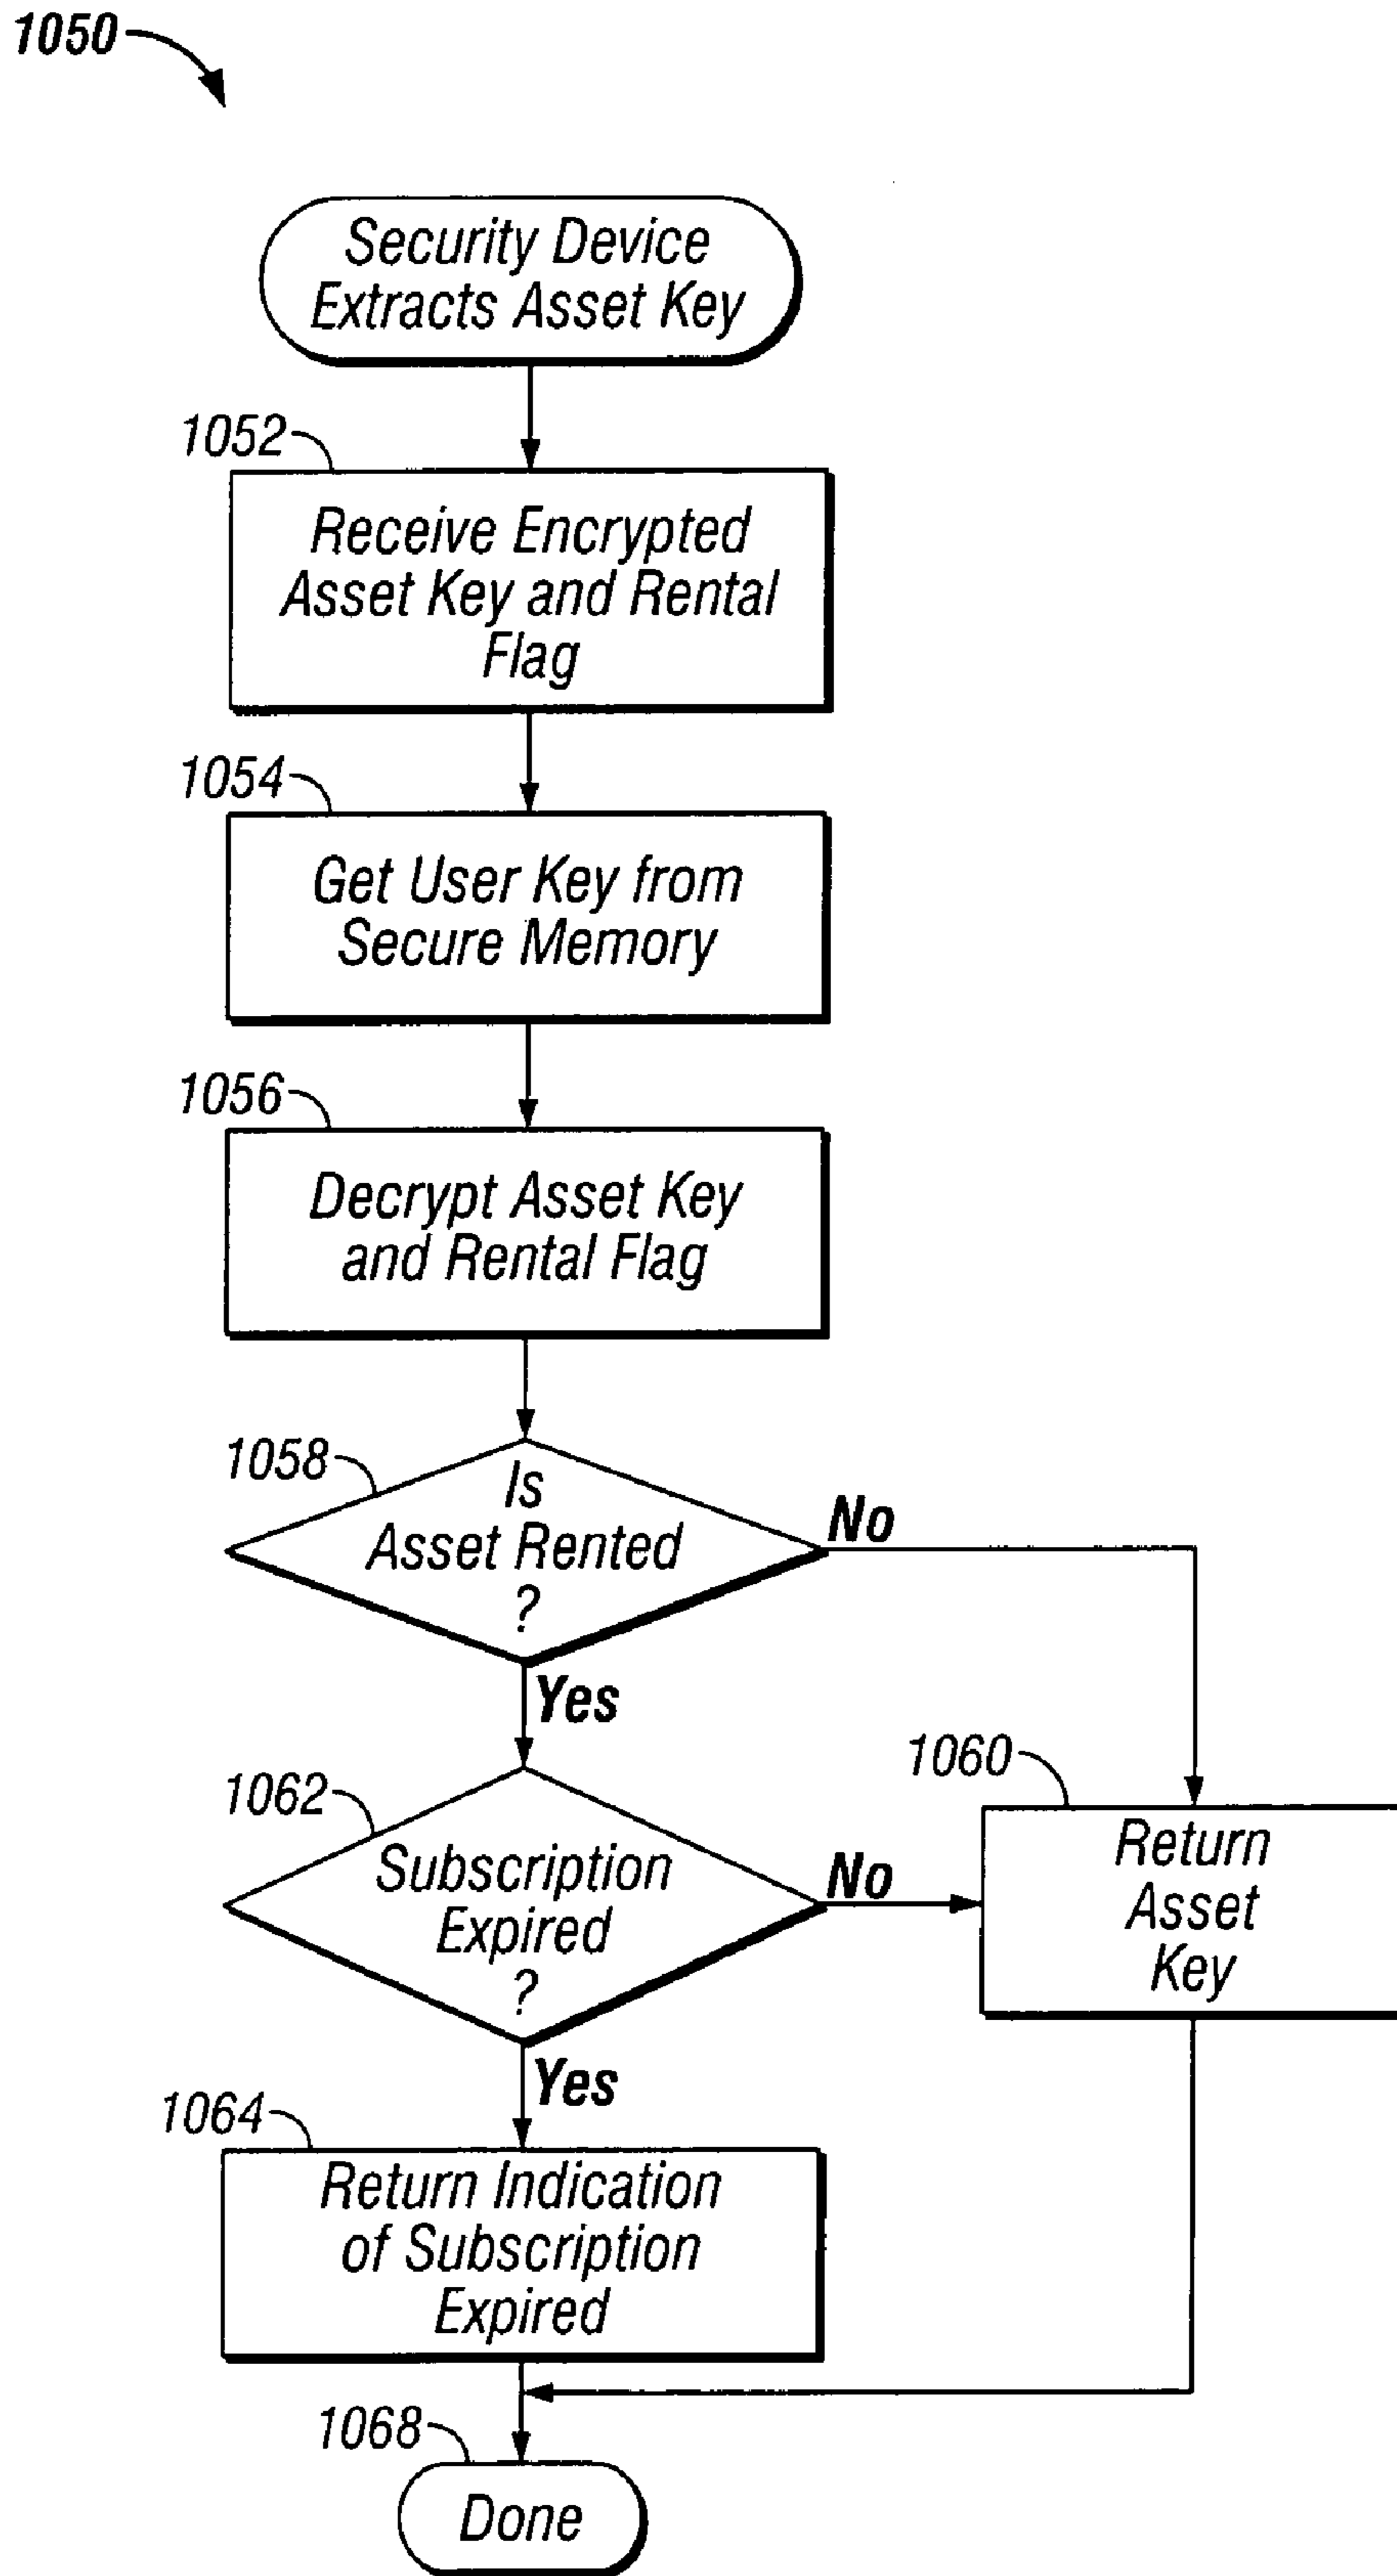 1050
Security Device
Extracts Asset Key
1052
Receive Encrypted
Asset Key and Rental
Flag
1054
Get User Key from
Secure Memory
1056
Decrypt Asset Key
and Rental Flag
1058
Is
Asset Rented
?
No
Yes
1062
Subscription
Expired
?
No
1060
Return
Asset
Key
Yes
1064
Return Indication
of Subscription
Expired
1068
Done